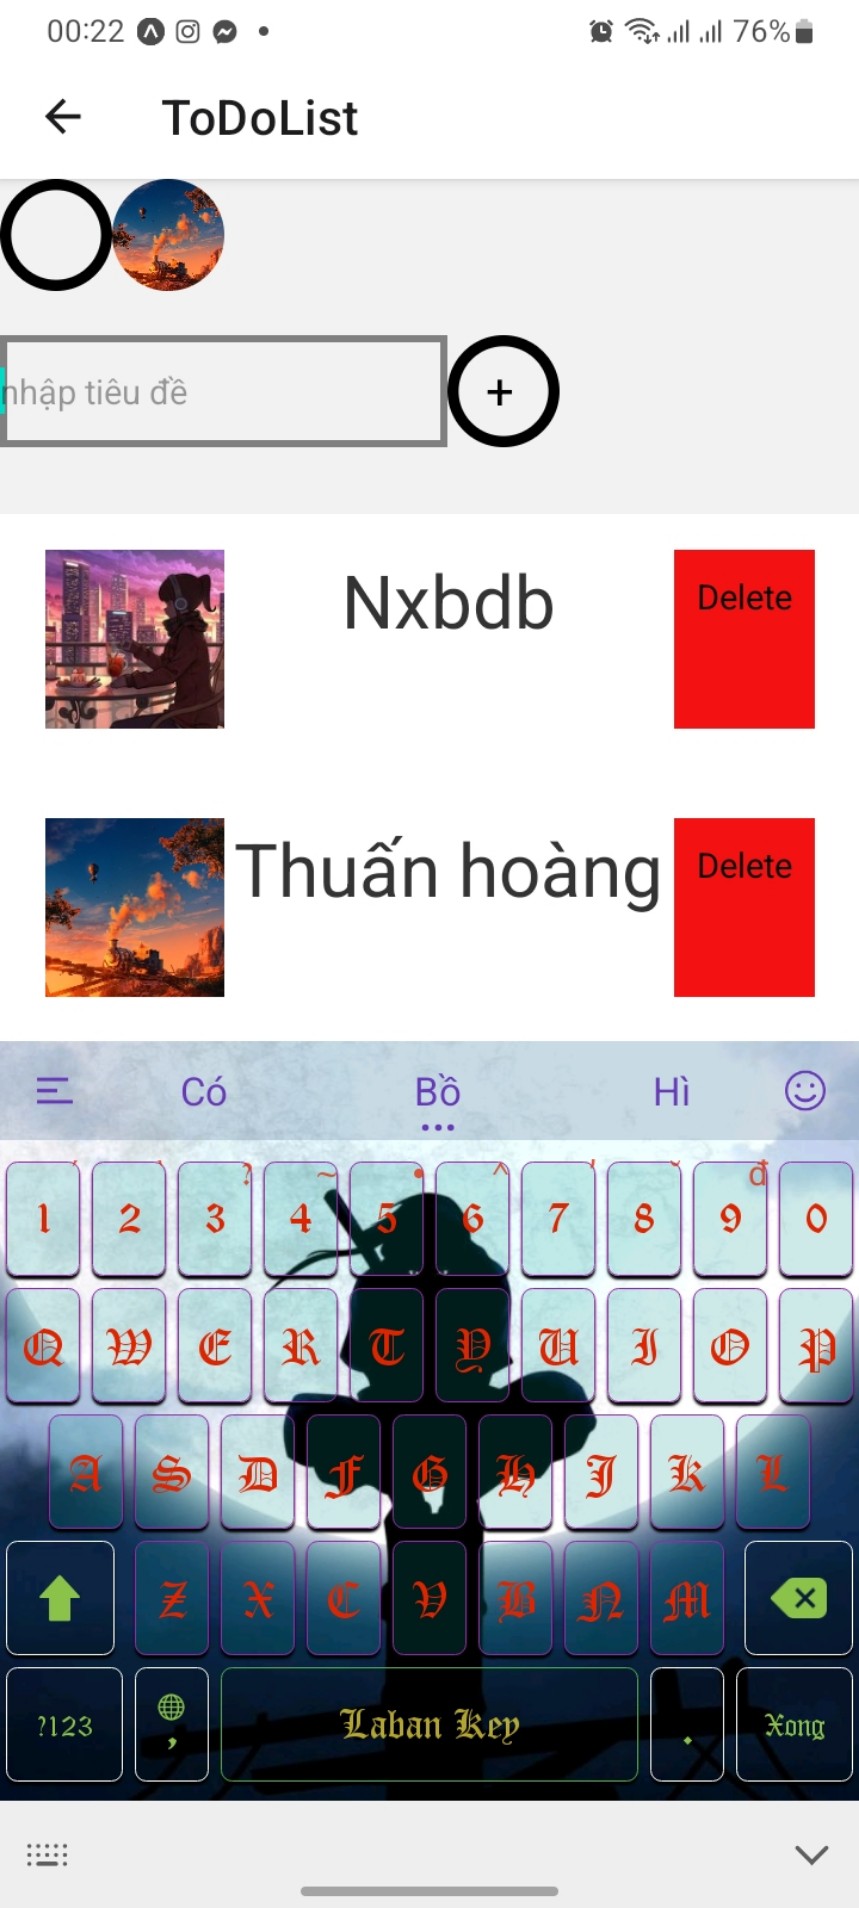 00:22 76%
ToDoList
nhập tiêu đề +
Nxbdb Delete
Thuấn hoàng Delete
Có Bồ Hì
? ~ ^ đ
1 2 3 4 5 6 7 8 9 0
Q W E R T Y U I O P
A S D F G H J K L
Z X C V B N M
?123 , Laban Key . Xong